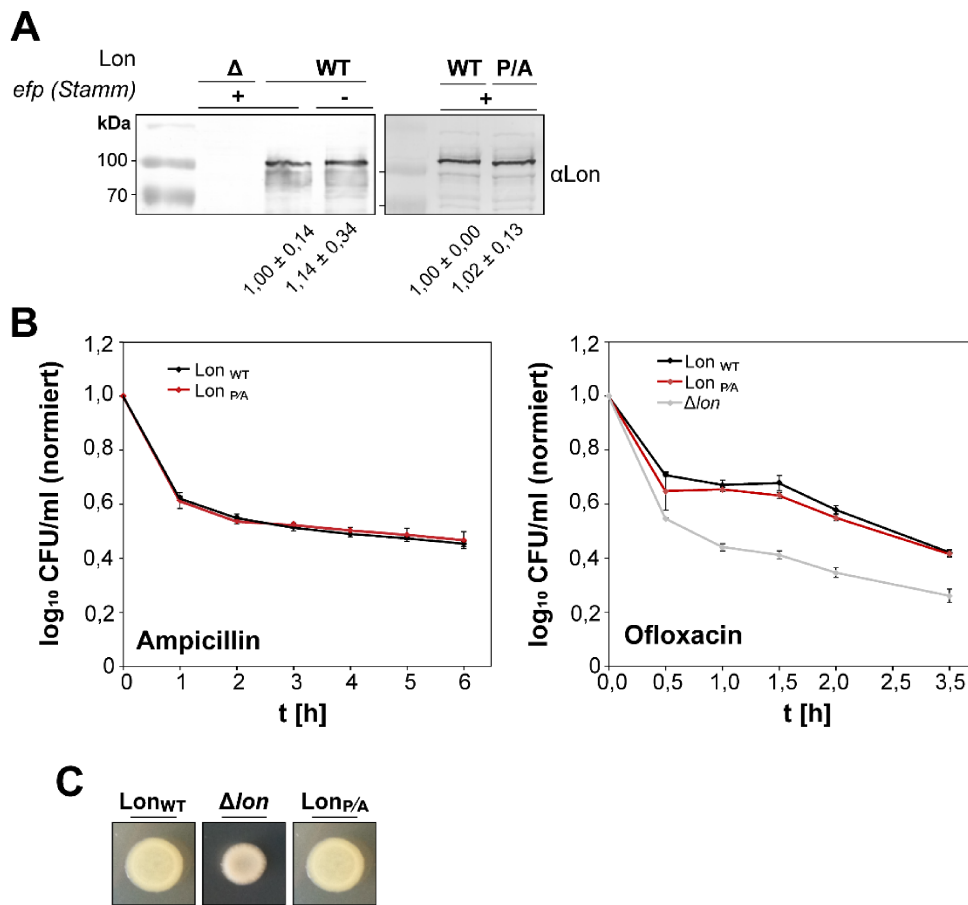 A
Lon
Δ WT WT P/A
efp (Stamm)
+ - +
kDa
100
70
αLon
1,00 ± 0,14
1,14 ± 0,34
1,00 ± 0,00
1,02 ± 0,13
B
log₁₀ CFU/ml (normiert)
1,2
1,0
0,8
0,6
0,4
0,2
0
Lon WT
Lon P/A
Ampicillin
0 1 2 3 4 5 6
t [h]
log₁₀ CFU/ml (normiert)
1,2
1,0
0,8
0,6
0,4
0,2
0
Lon WT
Lon P/A
Δlon
Ofloxacin
0,0 0,5 1,0 1,5 2,0 2,5 3,5
t [h]
C
LonWT Δlon LonP/A